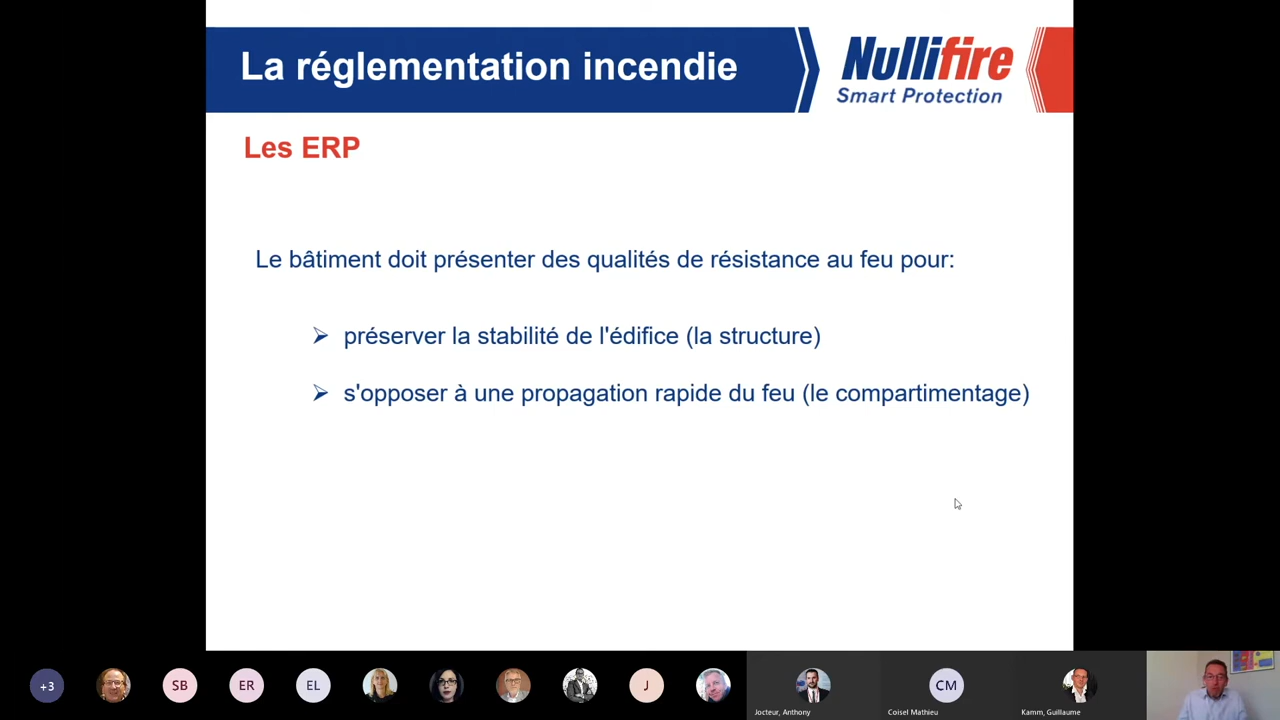 La réglementation incendie
Nullifire
Smart Protection
Les ERP
Le bâtiment doit présenter des qualités de résistance au feu pour:
préserver la stabilité de l'édifice (la structure)
s'opposer à une propagation rapide du feu (le compartimentage)
+3
SB
ER
EL
J
CM
Jocteur, Anthony
Coisel Mathieu
Kamm, Guillaume